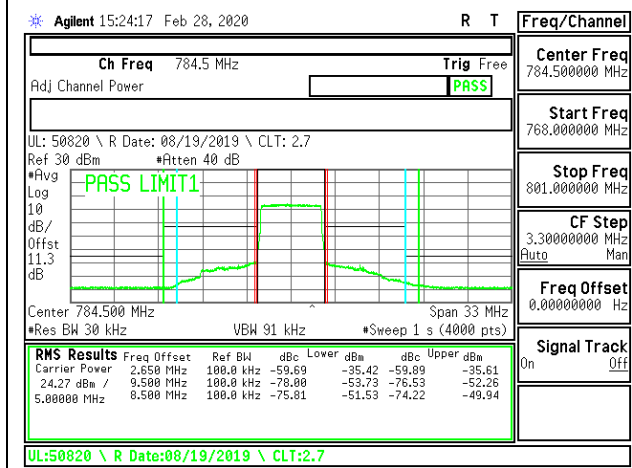 Agilent 15:24:17 Feb 28, 2020 R T
Freq/Channel
Ch Freq 784.5 MHz Trig Free
Adj Channel Power PASS
UL: 50820 \ R Date: 08/19/2019 \ CLT: 2.7
Ref 30 dBm #Atten 40 dB
#Avg
Log
10
dB/
Offst
11.3
dB
PASS LIMIT1
Center 784.500 MHz Span 33 MHz
#Res BW 30 kHz VBW 91 kHz #Sweep 1 s (4000 pts)
RMS Results Freq Offset Ref BW dBc Lower dBm dBc Upper dBm
Carrier Power 2.650 MHz 100.0 kHz -59.69 -35.42 -59.89 -35.61
24.27 dBm / 9.500 MHz 100.0 kHz -78.00 -53.73 -76.53 -52.26
5.00000 MHz 8.500 MHz 100.0 kHz -75.81 -51.53 -74.22 -49.94
UL:50820 \ R Date:08/19/2019 \ CLT:2.7
Center Freq
784.500000 MHz
Start Freq
768.000000 MHz
Stop Freq
801.000000 MHz
CF Step
3.30000000 MHz
Auto Man
Freq Offset
0.00000000 Hz
Signal Track
On Off